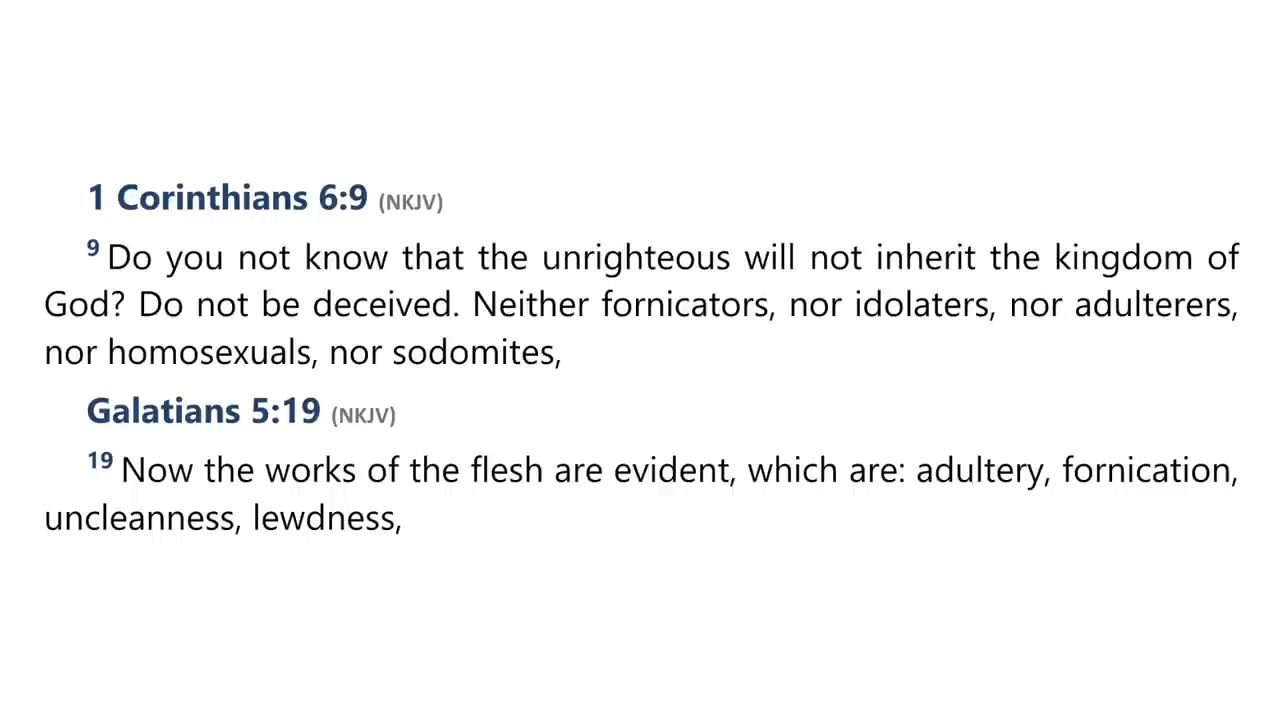 1 Corinthians 6:9 (NKJV)
9 Do you not know that the unrighteous will not inherit the kingdom of
God? Do not be deceived. Neither fornicators, nor idolaters, nor adulterers,
nor homosexuals, nor sodomites,
Galatians 5:19 (NKJV)
19 Now the works of the flesh are evident, which are: adultery, fornication,
uncleanness, lewdness,